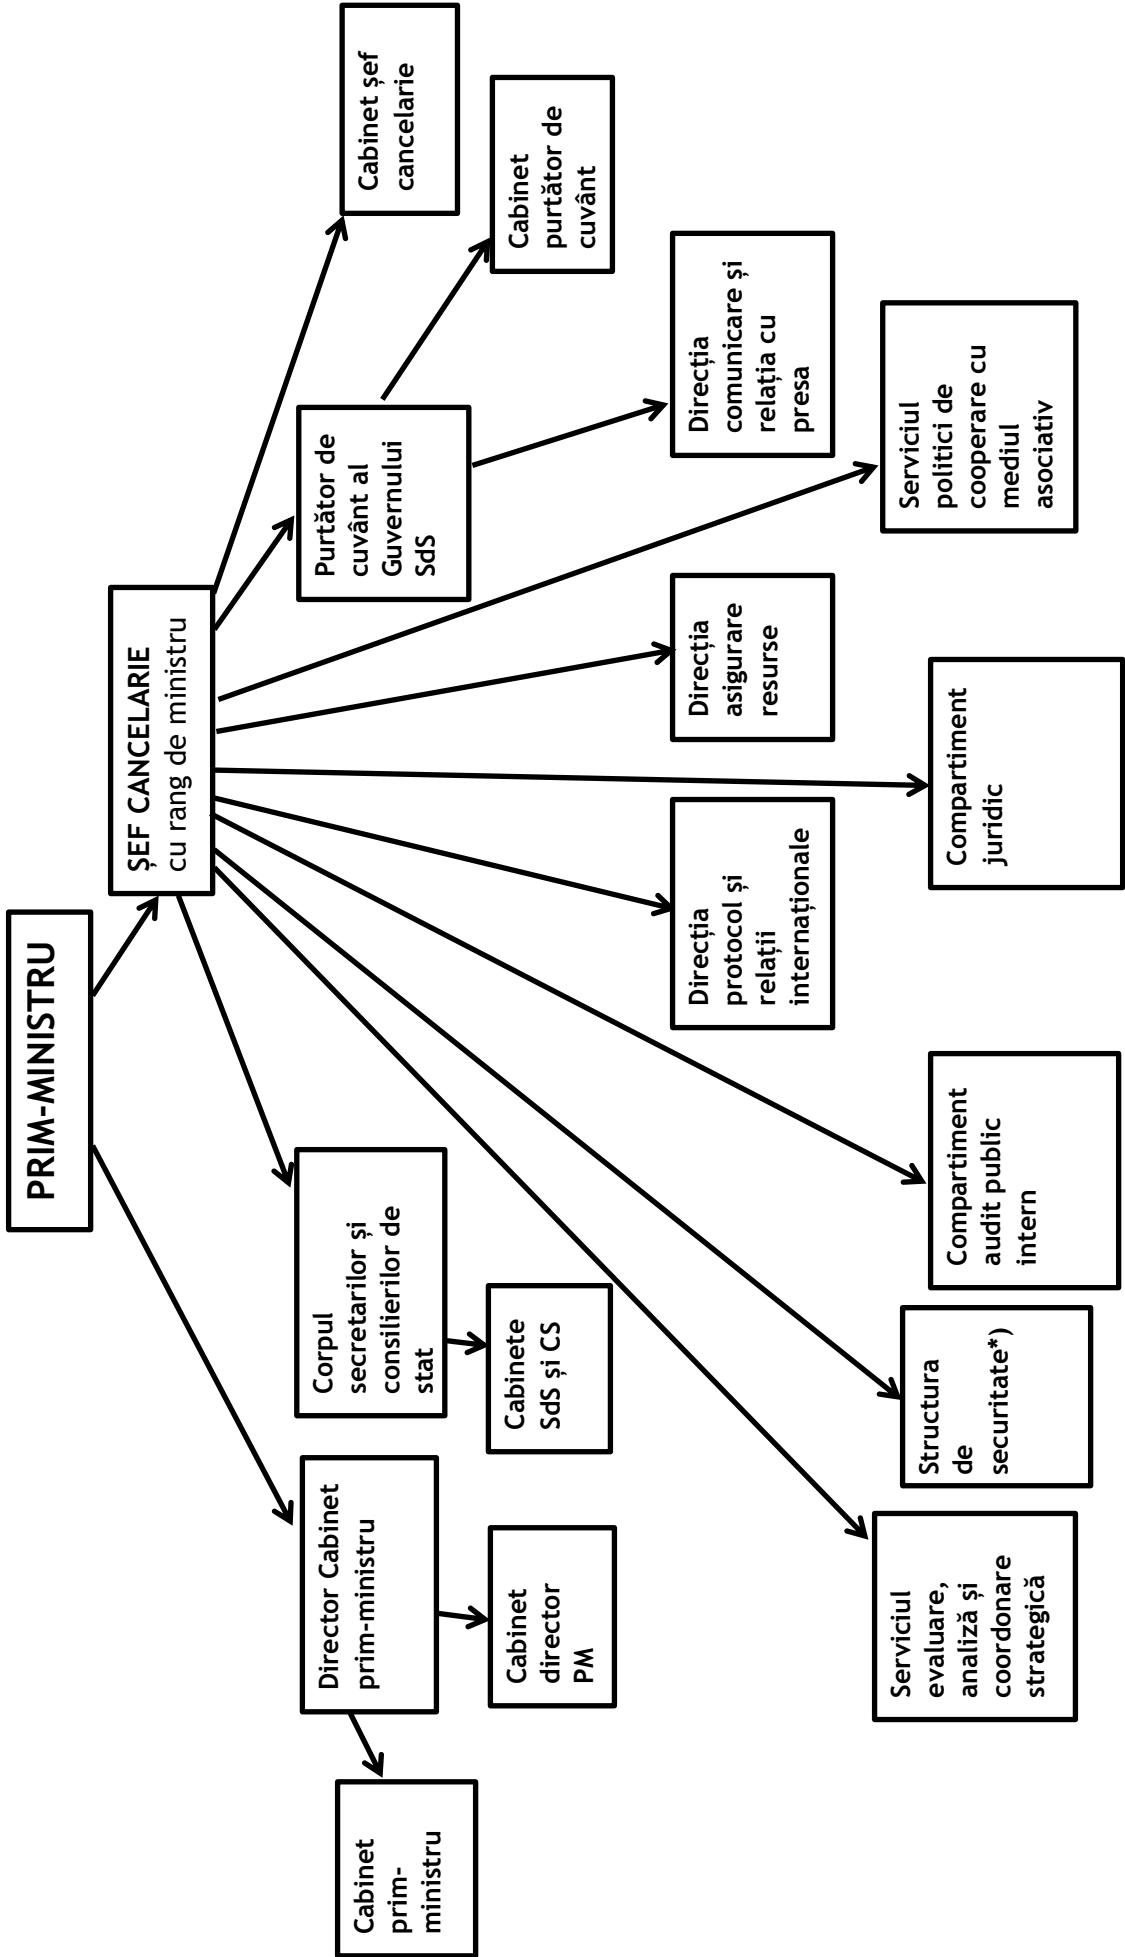 PRIM-MINISTRU
ȘEF CANCELARIE
cu rang de ministru
Cabinet prim-
ministru
Director Cabinet
prim-ministru
Corpul
secretarilor și
consilierilor de
stat
Purtător de
cuvânt al
Guvernului
SdS
Cabinet șef
cancelarie
Cabinet
director
PM
Cabinete
SdS și CS
Cabinet
purtător de
cuvânt
Direcția
protocol și
relații
internaționale
Direcția
asigurare
resurse
Direcția
comunicare și
relația cu
presa
Serviciul
evaluare,
analiză și
coordonare
strategică
Structura
de
securitate*)
Compartiment
audit public
intern
Compartiment
juridic
Serviciul
politici de
cooperare cu
mediul
asociativ